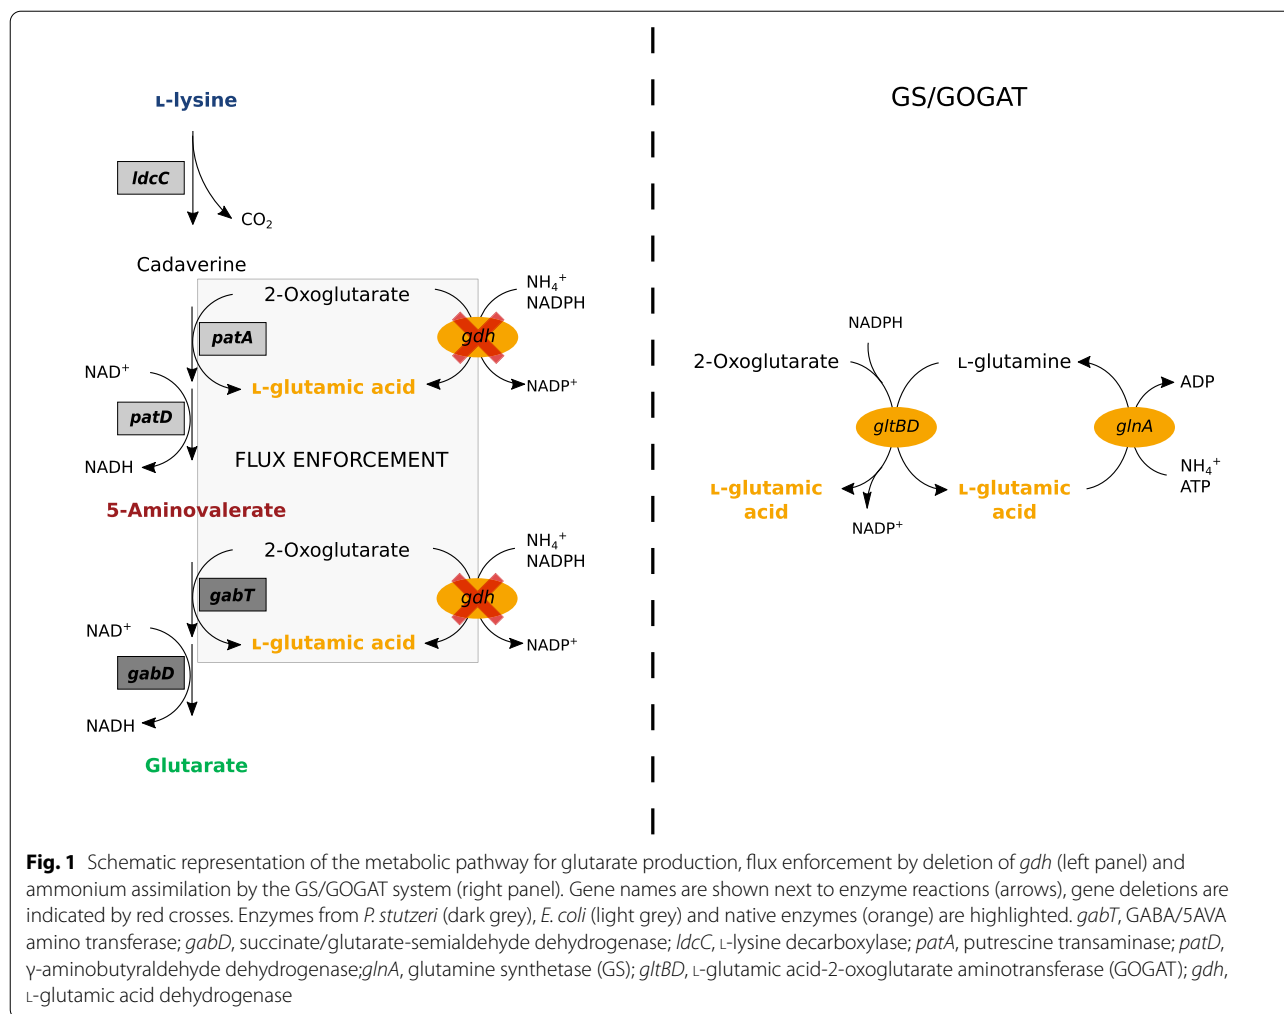 ʟ-lysine
ldcC
CO₂
Cadaverine
2-Oxoglutarate
NH₄⁺
NADPH
patA
gdh
NAD⁺
ʟ-glutamic acid
NADP⁺
patD
NADH
FLUX ENFORCEMENT
5-Aminovalerate
2-Oxoglutarate
NH₄⁺
NADPH
gabT
gdh
NAD⁺
ʟ-glutamic acid
NADP⁺
gabD
NADH
Glutarate
GS/GOGAT
NADPH
2-Oxoglutarate
ʟ-glutamine
ADP
gltBD
glnA
NH₄⁺
ATP
ʟ-glutamic
acid
ʟ-glutamic
acid
NADP⁺
Fig. 1 Schematic representation of the metabolic pathway for glutarate production, flux enforcement by deletion of gdh (left panel) and
ammonium assimilation by the GS/GOGAT system (right panel). Gene names are shown next to enzyme reactions (arrows), gene deletions are
indicated by red crosses. Enzymes from P. stutzeri (dark grey), E. coli (light grey) and native enzymes (orange) are highlighted. gabT, GABA/5AVA
amino transferase; gabD, succinate/glutarate-semialdehyde dehydrogenase; ldcC, ʟ-lysine decarboxylase; patA, putrescine transaminase; patD,
γ-aminobutyraldehyde dehydrogenase;glnA, glutamine synthetase (GS); gltBD, ʟ-glutamic acid-2-oxoglutarate aminotransferase (GOGAT); gdh,
ʟ-glutamic acid dehydrogenase